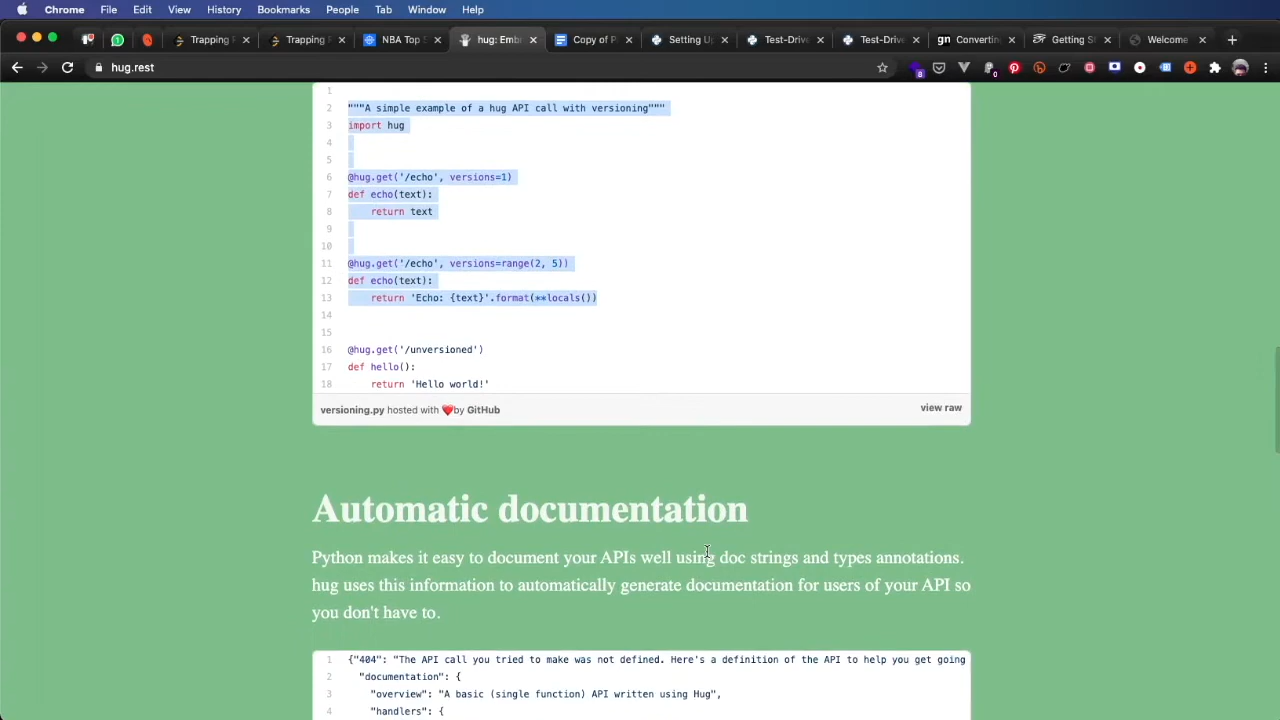 Chrome File Edit View History Bookmarks People Tab Window Help
Trapping R Trapping R NBA Top S hug: Embr Copy of P Setting U Test-Driv Test-Driv gn Converting Getting St Welcome
hug.rest
8 0
1
2 """A simple example of a hug API call with versioning"""
3 import hug
4
5
6 @hug.get('/echo', versions=1)
7 def echo(text):
8 return text
9
10
11 @hug.get('/echo', versions=range(2, 5))
12 def echo(text):
13 return 'Echo: {text}'.format(**locals())
14
15
16 @hug.get('/unversioned')
17 def hello():
18 return 'Hello world!'
versioning.py hosted with ❤ by GitHub view raw
Automatic documentation
Python makes it easy to document your APIs well using doc strings and types annotations.
hug uses this information to automatically generate documentation for users of your API so
you don't have to.
1 {"404": "The API call you tried to make was not defined. Here's a definition of the API to help you get going
2 "documentation": {
3 "overview": "A basic (single function) API written using Hug",
4 "handlers": {